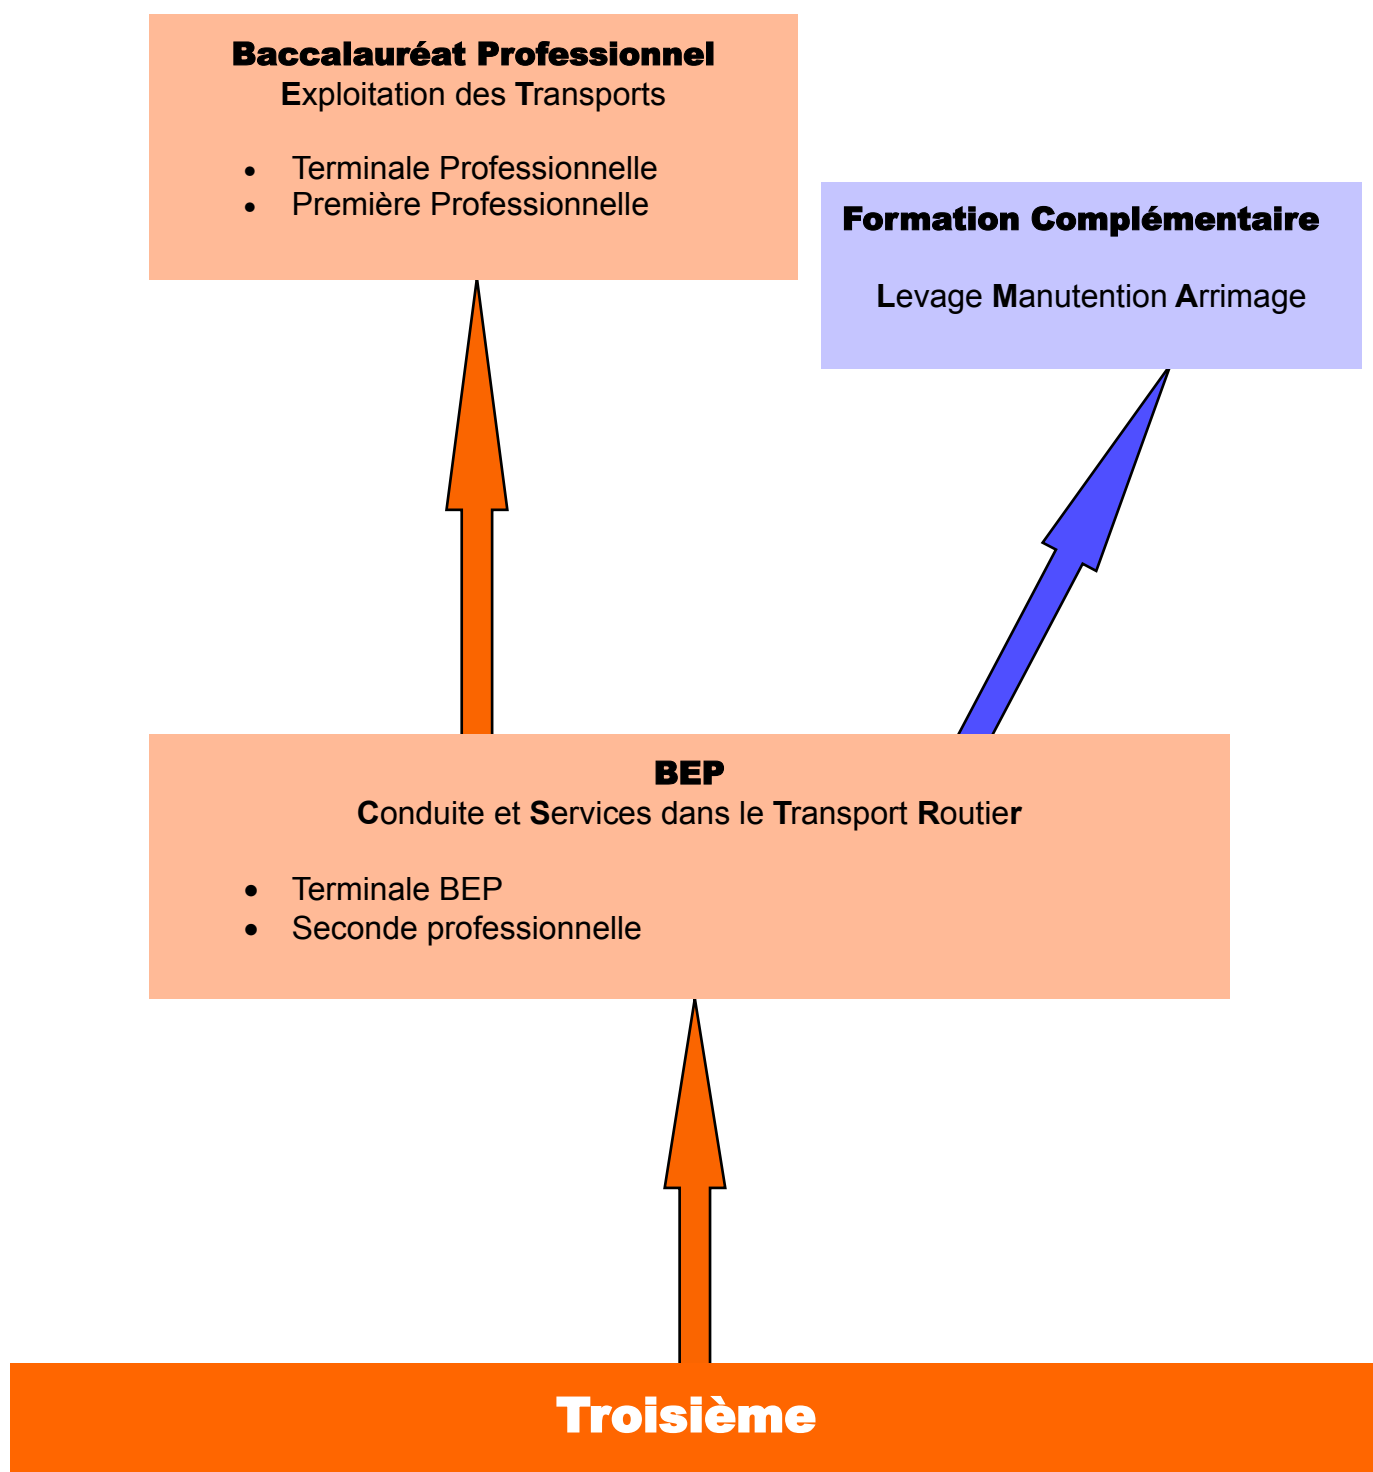 Baccalauréat Professionnel
Exploitation des Transports
• Terminale Professionnelle
• Première Professionnelle
Formation Complémentaire
Levage Manutention Arrimage
BEP
Conduite et Services dans le Transport Routier
• Terminale BEP
• Seconde professionnelle
Troisième